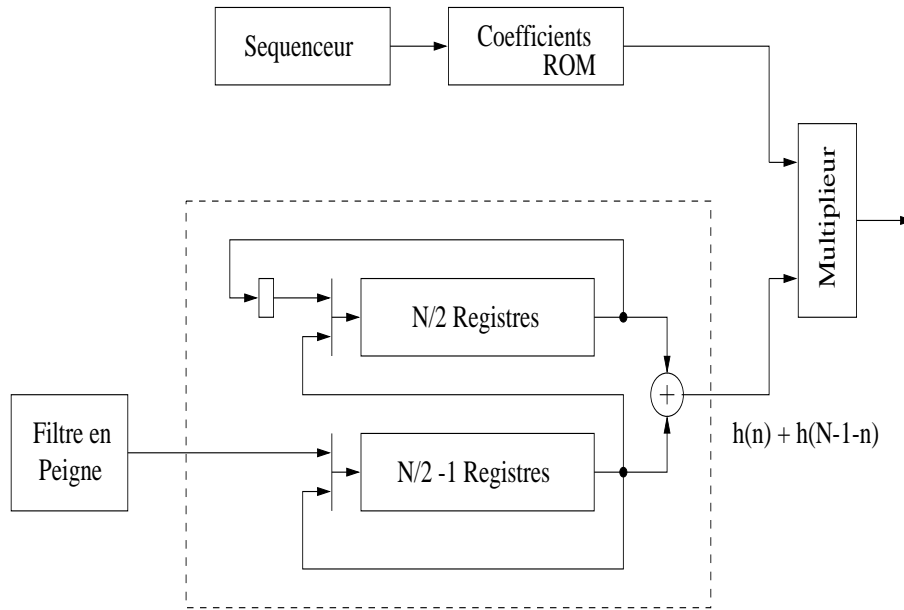 Sequenceur
Coefficients
ROM
Multiplieur
N/2 Registres
+
Filtre en
Peigne
h(n) + h(N-1-n)
N/2 -1 Registres